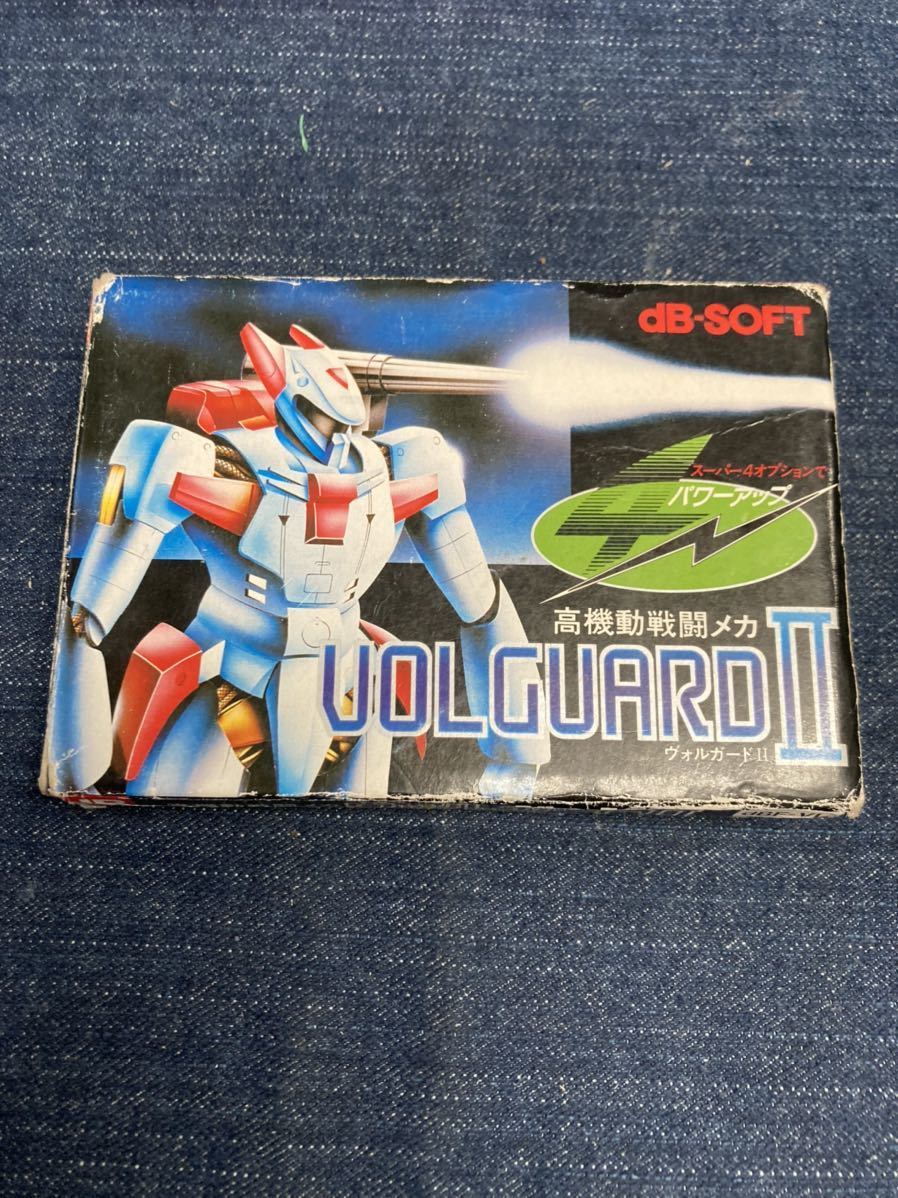 dB-SOFT
スーパー4オプションで
パワーアップ
4
高機動戦闘メカ
VOLGUARD II
ヴォルガードII